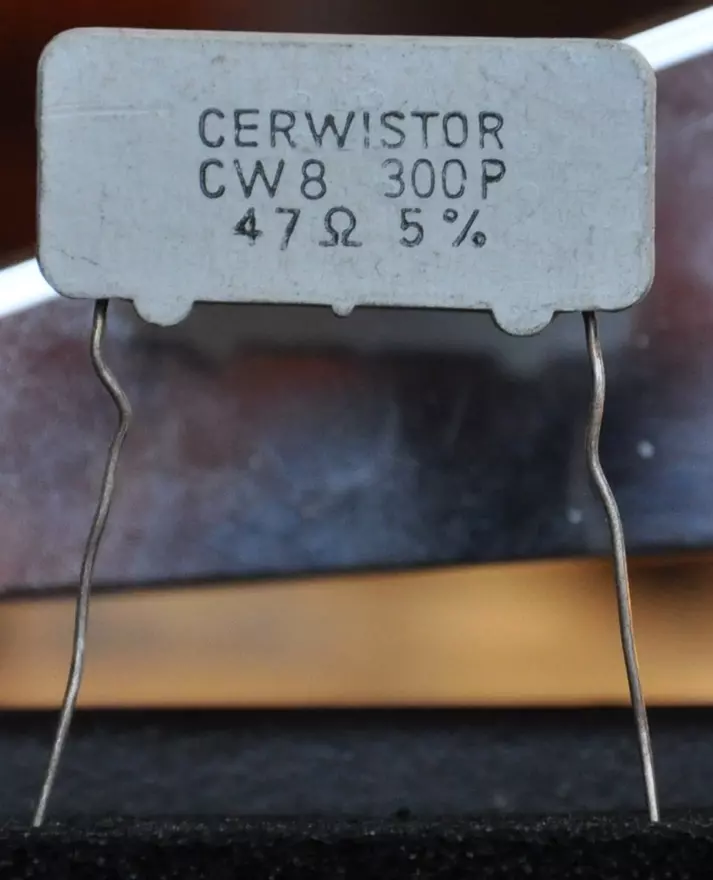 CERWISTOR
CW8 300P
47Ω 5%